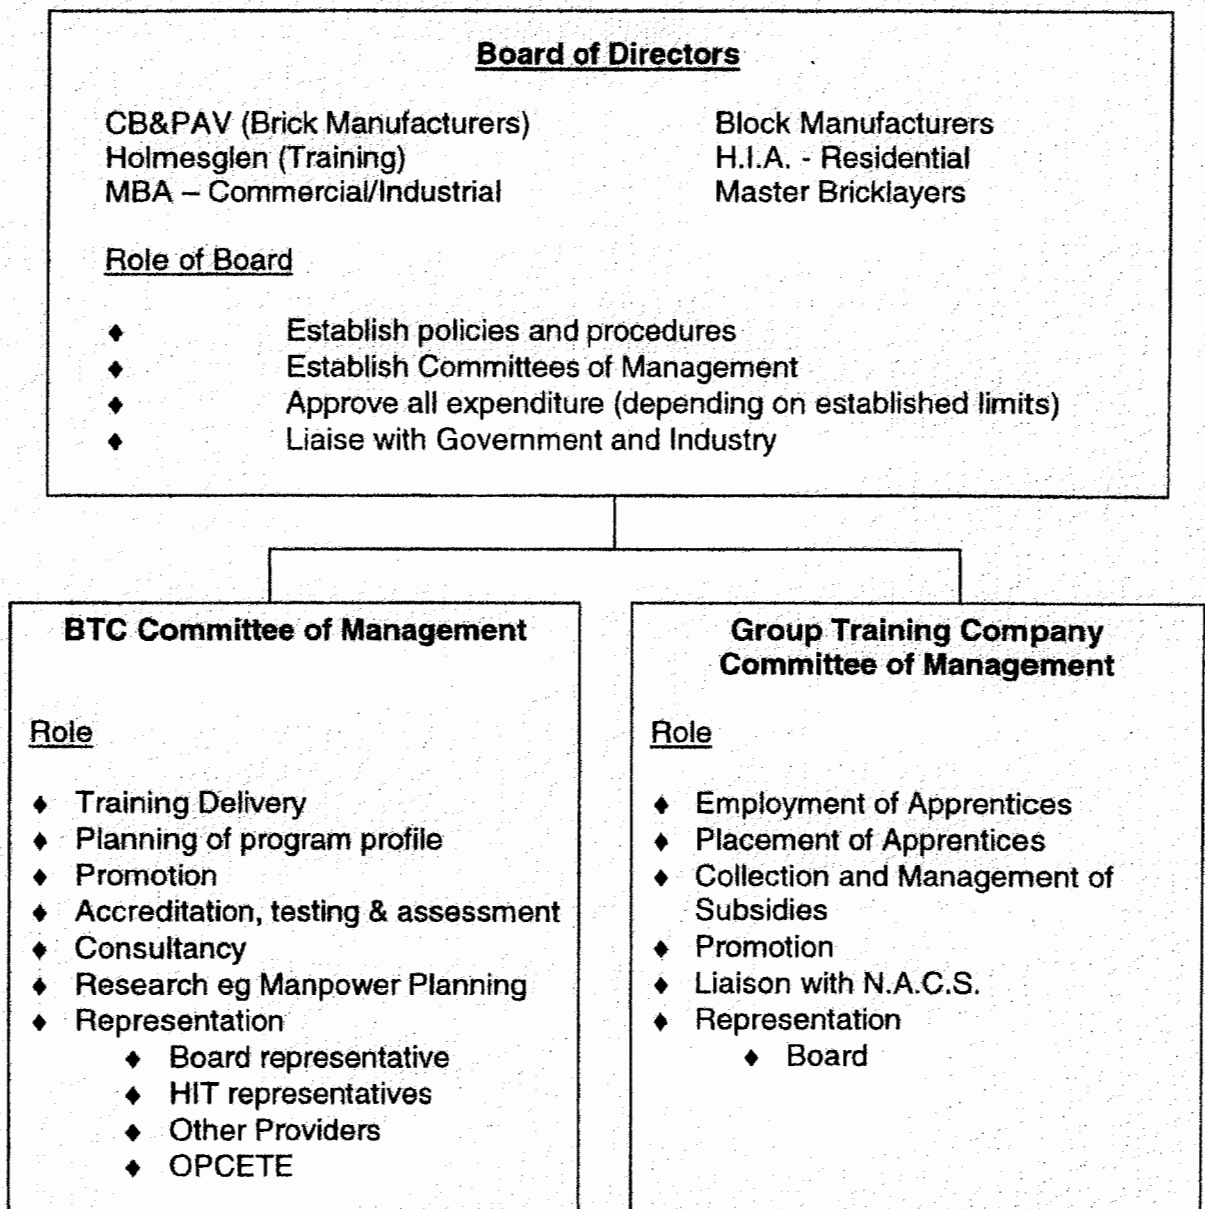 Board of Directors
CB&PAV (Brick Manufacturers)
Holmesglen (Training)
MBA – Commercial/Industrial
Block Manufacturers
H.I.A. - Residential
Master Bricklayers
Role of Board
♦ Establish policies and procedures
♦ Establish Committees of Management
♦ Approve all expenditure (depending on established limits)
♦ Liaise with Government and Industry
BTC Committee of Management
Role
♦ Training Delivery
♦ Planning of program profile
♦ Promotion
♦ Accreditation, testing & assessment
♦ Consultancy
♦ Research eg Manpower Planning
♦ Representation
♦ Board representative
♦ HIT representatives
♦ Other Providers
♦ OPCETE
Group Training Company
Committee of Management
Role
♦ Employment of Apprentices
♦ Placement of Apprentices
♦ Collection and Management of
Subsidies
♦ Promotion
♦ Liaison with N.A.C.S.
♦ Representation
♦ Board